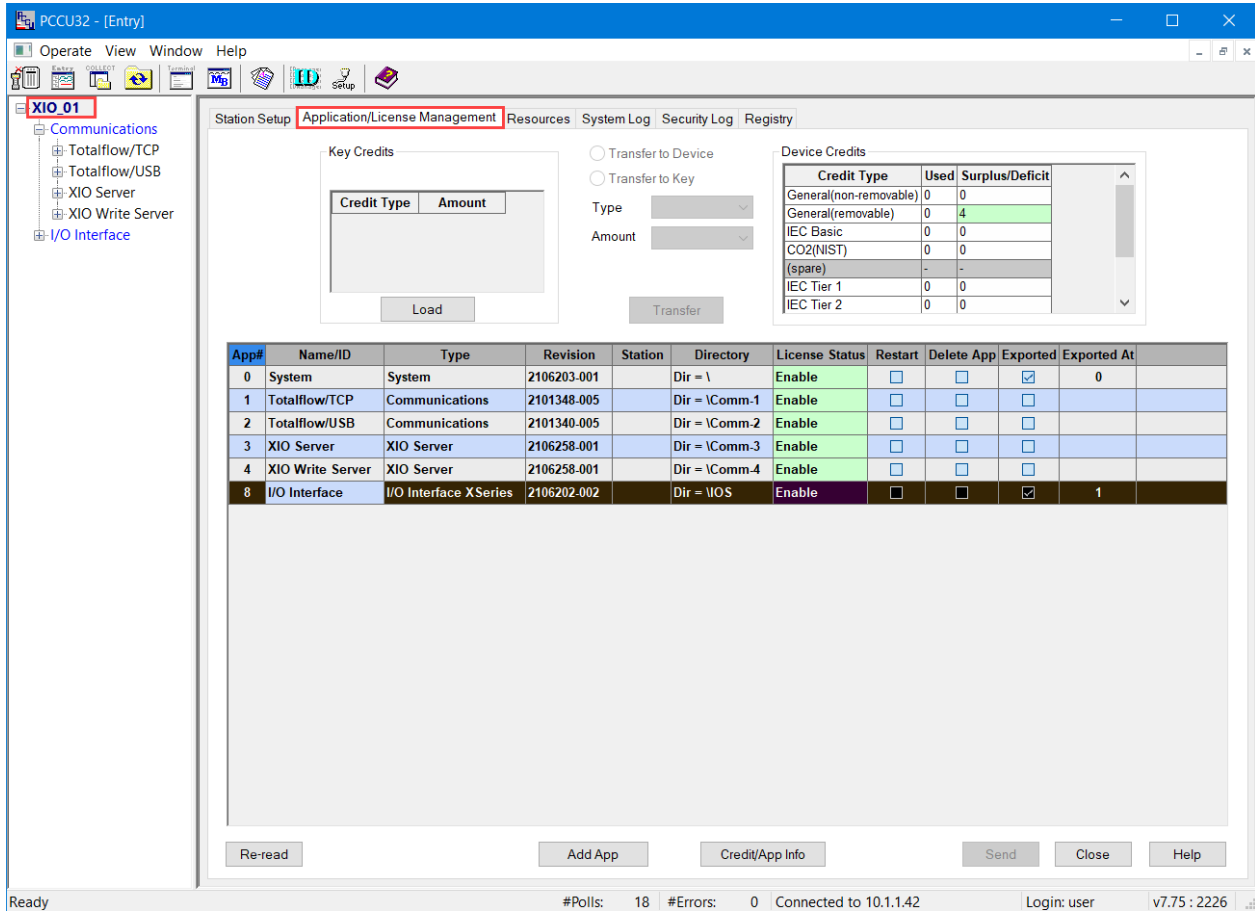 PCCU32 - [Entry]
Operate View Window Help
Entry COLLECT Terminal MB ID Setup
XIO_01
Communications
Totalflow/TCP
Totalflow/USB
XIO Server
XIO Write Server
I/O Interface
Station Setup Application/License Management Resources System Log Security Log Registry
Key Credits
Credit Type Amount
Load
Transfer to Device
Transfer to Key
Type
Amount
Transfer
Device Credits
Credit Type Used Surplus/Deficit
General(non-removable) 0 0
General(removable) 0 4
IEC Basic 0 0
CO2(NIST) 0 0
(spare) - -
IEC Tier 1 0 0
IEC Tier 2 0 0
App# Name/ID Type Revision Station Directory License Status Restart Delete App Exported Exported At
0 System System 2106203-001 Dir = \ Enable 0
1 Totalflow/TCP Communications 2101348-005 Dir = \Comm-1 Enable
2 Totalflow/USB Communications 2101340-005 Dir = \Comm-2 Enable
3 XIO Server XIO Server 2106258-001 Dir = \Comm-3 Enable
4 XIO Write Server XIO Server 2106258-001 Dir = \Comm-4 Enable
8 I/O Interface I/O Interface XSeries 2106202-002 Dir = \IOS Enable 1
Re-read Add App Credit/App Info Send Close Help
Ready #Polls: 18 #Errors: 0 Connected to 10.1.1.42 Login: user v7.75 : 2226